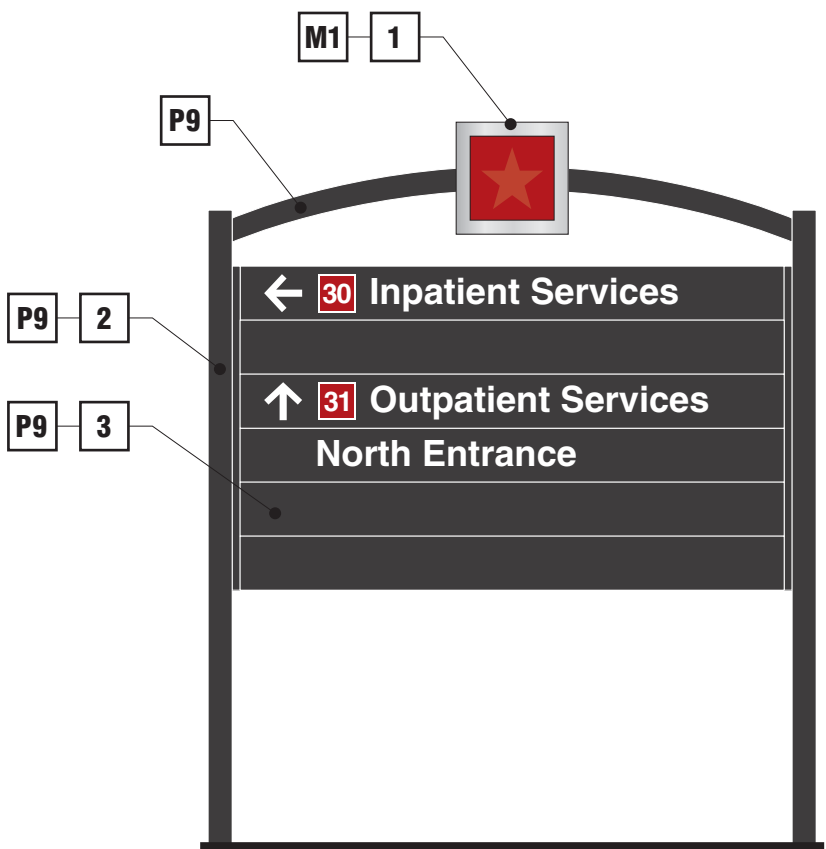 M1 1
P9
30 Inpatient Services
P9 2
31 Outpatient Services
P9 3
North Entrance